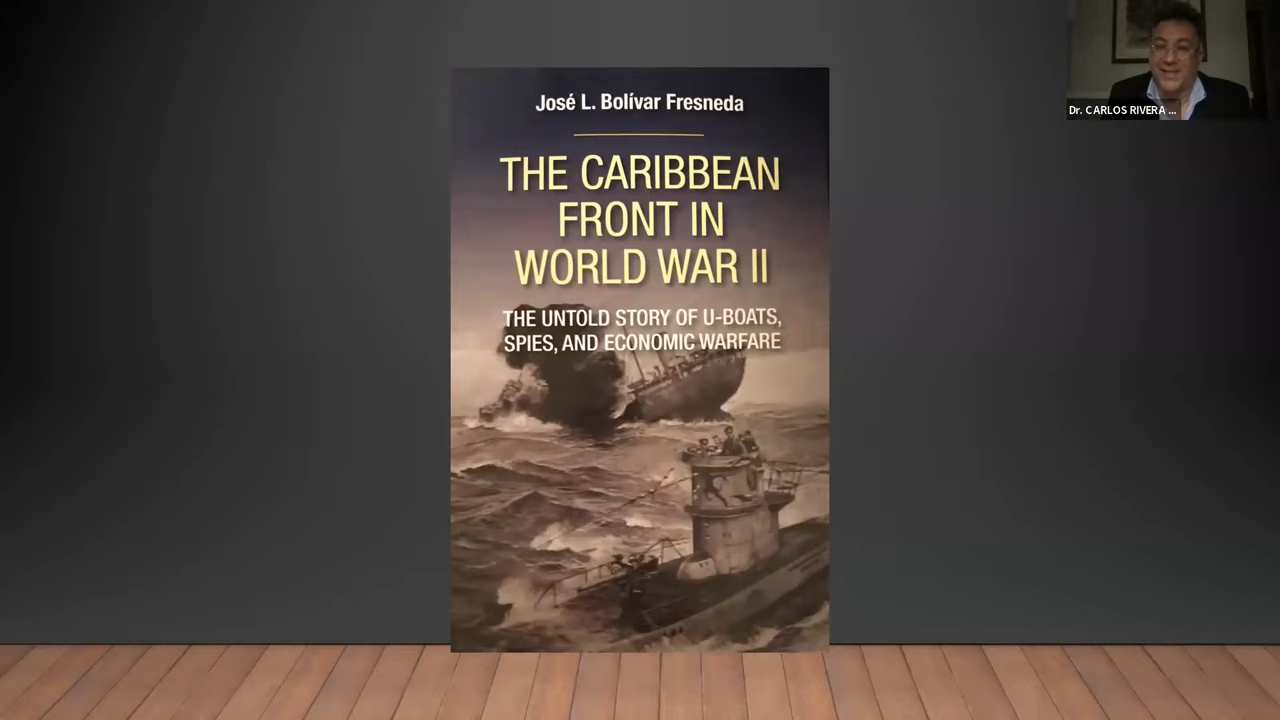 José L. Bolívar Fresneda
THE CARIBBEAN
FRONT IN
WORLD WAR II
THE UNTOLD STORY OF U-BOATS,
SPIES, AND ECONOMIC WARFARE
Dr. CARLOS RIVERA ...